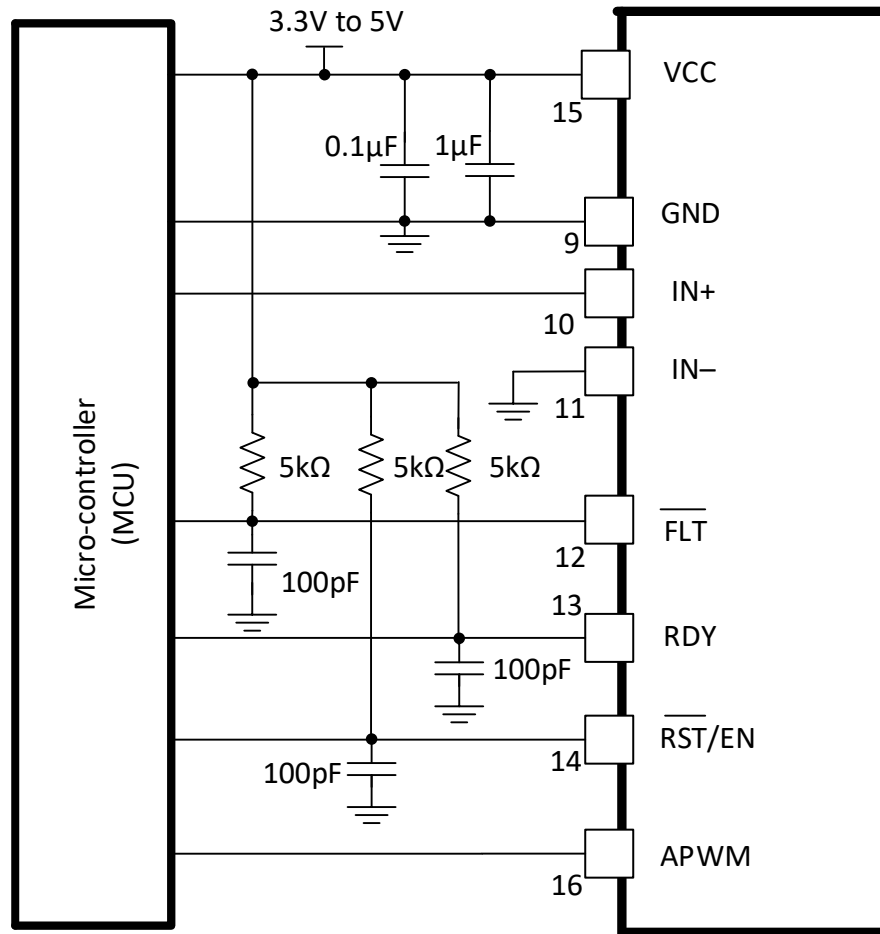 3.3V to 5V
VCC
15
0.1µF
1µF
GND
9
IN+
10
IN–
11
Micro-controller
(MCU)
5kΩ
5kΩ
5kΩ
FLT
12
100pF
13
RDY
100pF
RST/EN
14
100pF
APWM
16